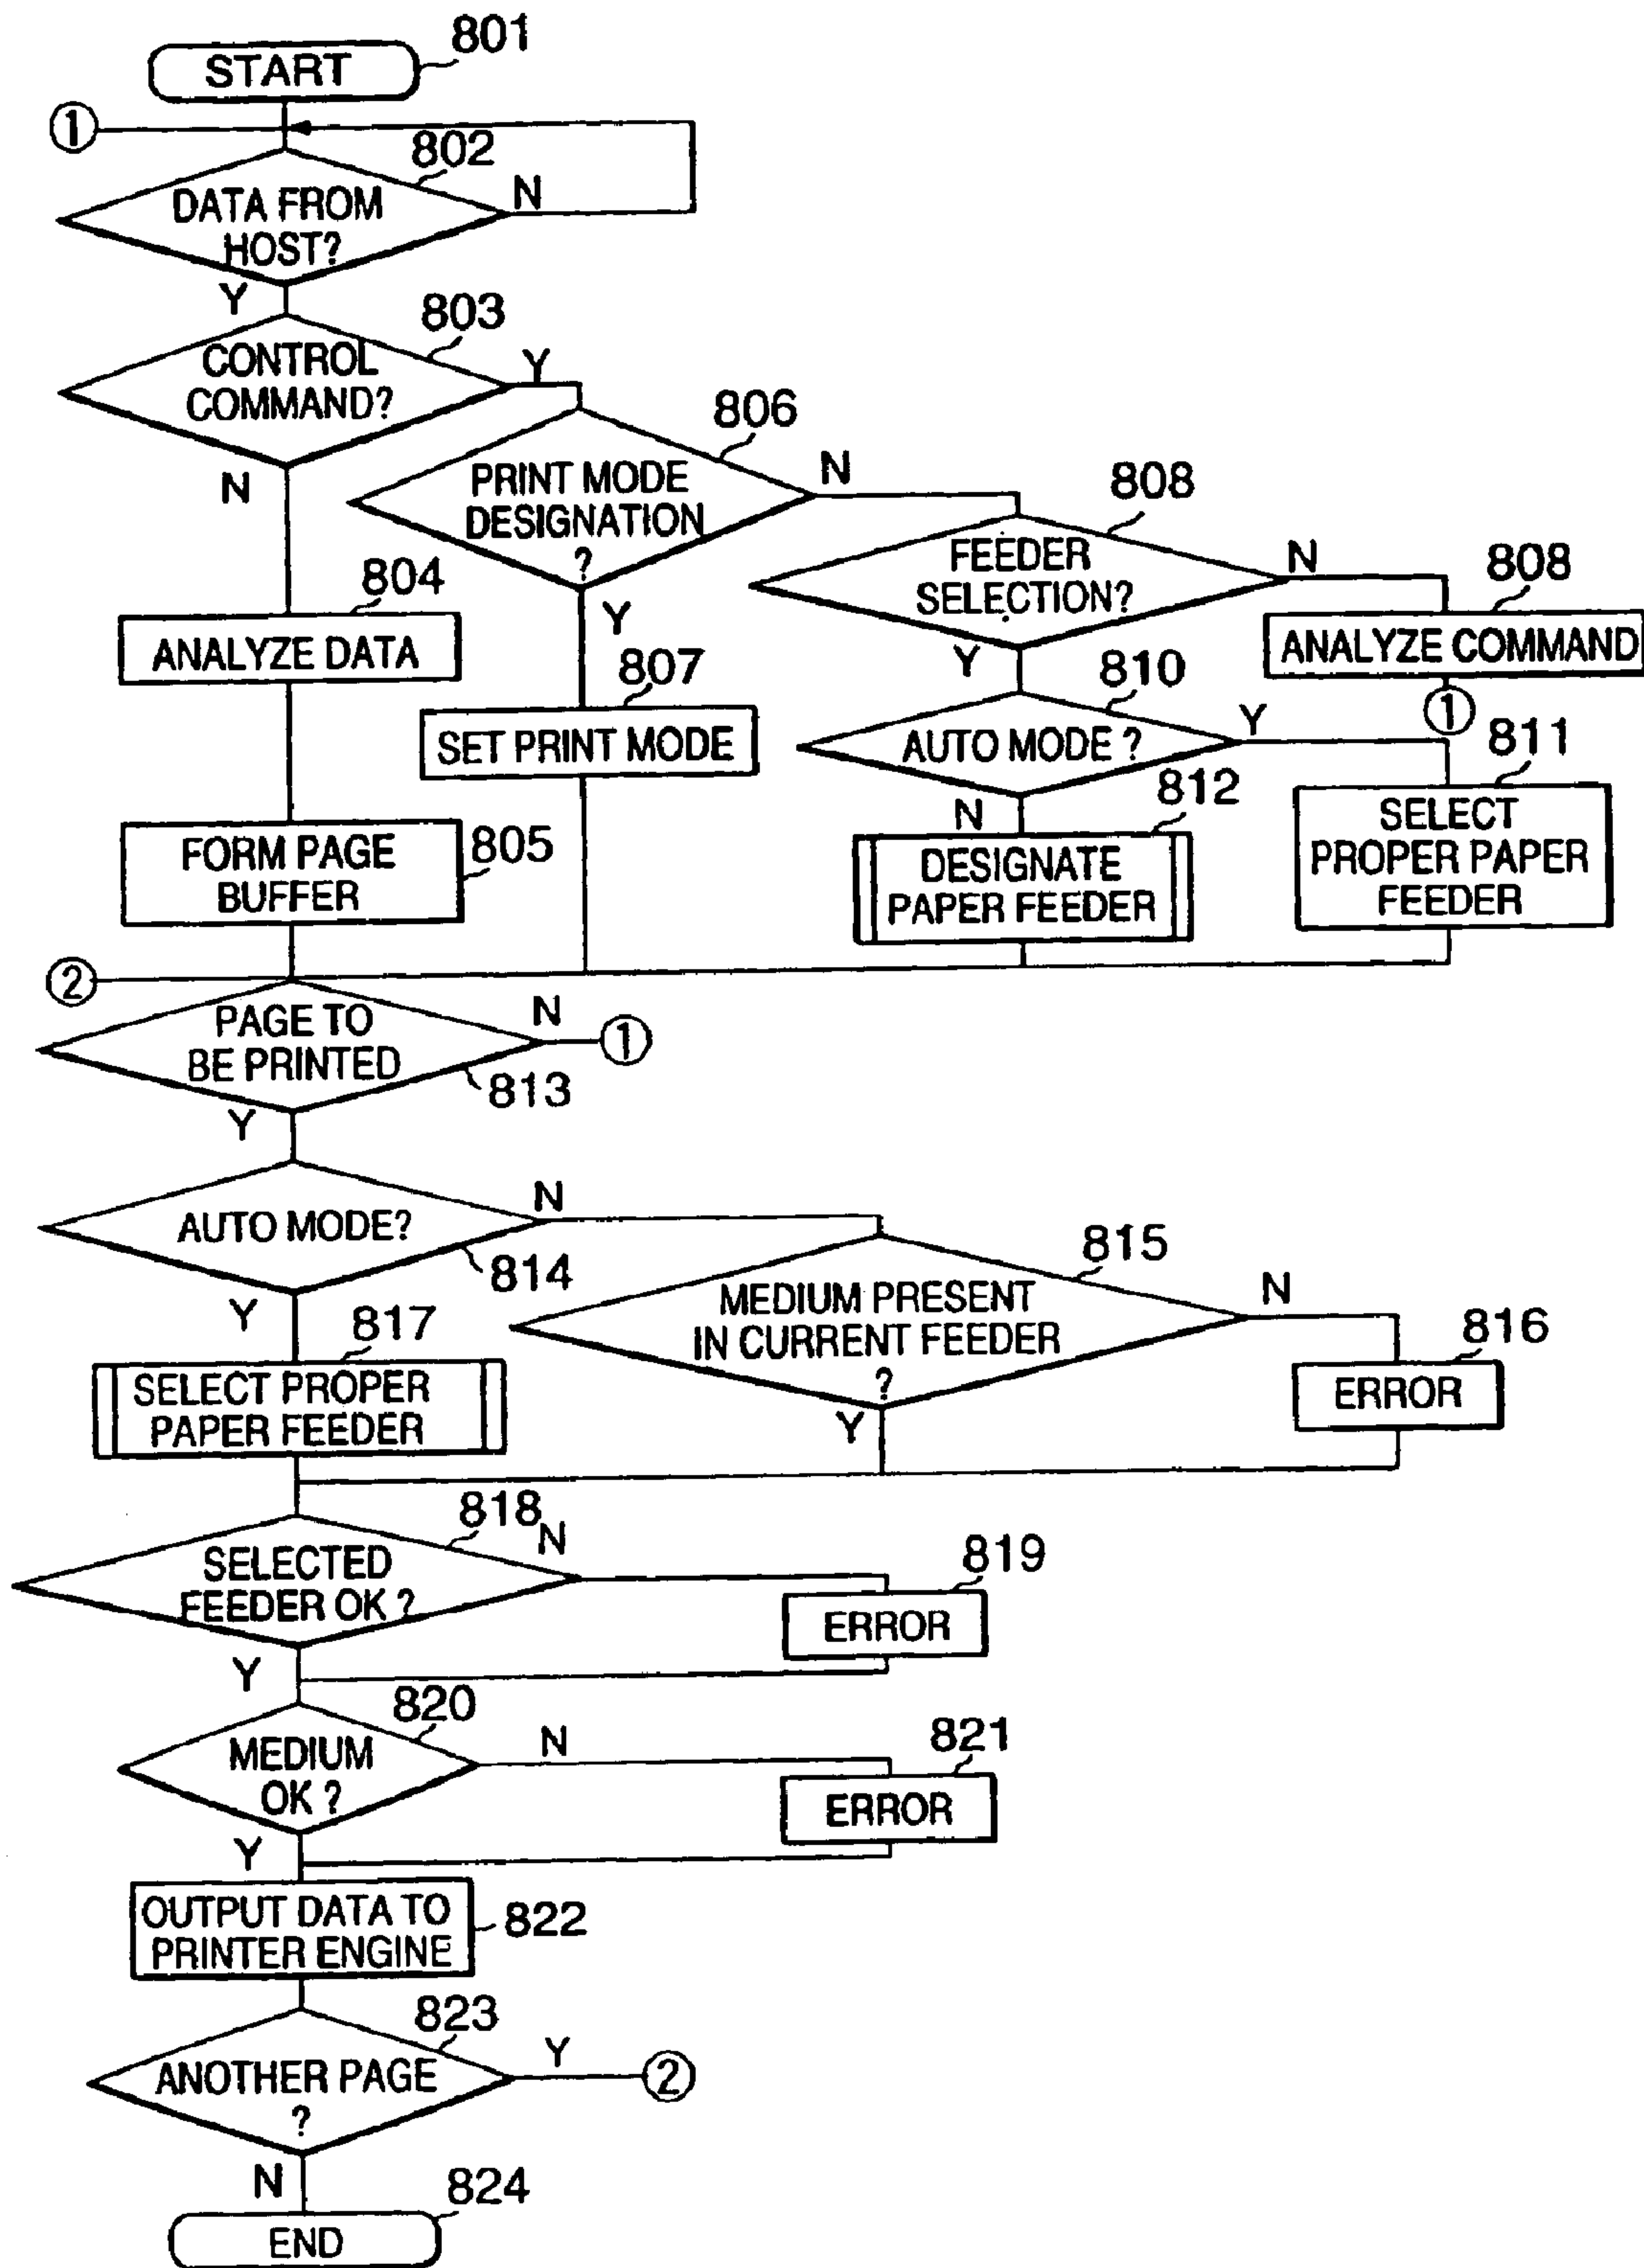 START
801
①
802
DATA FROM
HOST?
N
Y
803
CONTROL
COMMAND?
Y
N
806
PRINT MODE
DESIGNATION
?
N
Y
808
FEEDER
SELECTION?
N
Y
808
ANALYZE COMMAND
①
804
ANALYZE DATA
807
SET PRINT MODE
810
AUTO MODE ?
Y
N
811
SELECT
PROPER PAPER
FEEDER
812
DESIGNATE
PAPER FEEDER
FORM PAGE
BUFFER
805
②
PAGE TO
BE PRINTED
N
①
813
Y
AUTO MODE?
N
814
Y
815
MEDIUM PRESENT
IN CURRENT FEEDER
?
N
Y
816
ERROR
817
SELECT PROPER
PAPER FEEDER
818
SELECTED
FEEDER OK ?
N
Y
819
ERROR
820
MEDIUM
OK ?
N
Y
821
ERROR
OUTPUT DATA TO
PRINTER ENGINE
822
823
ANOTHER PAGE
?
Y
②
N
824
END